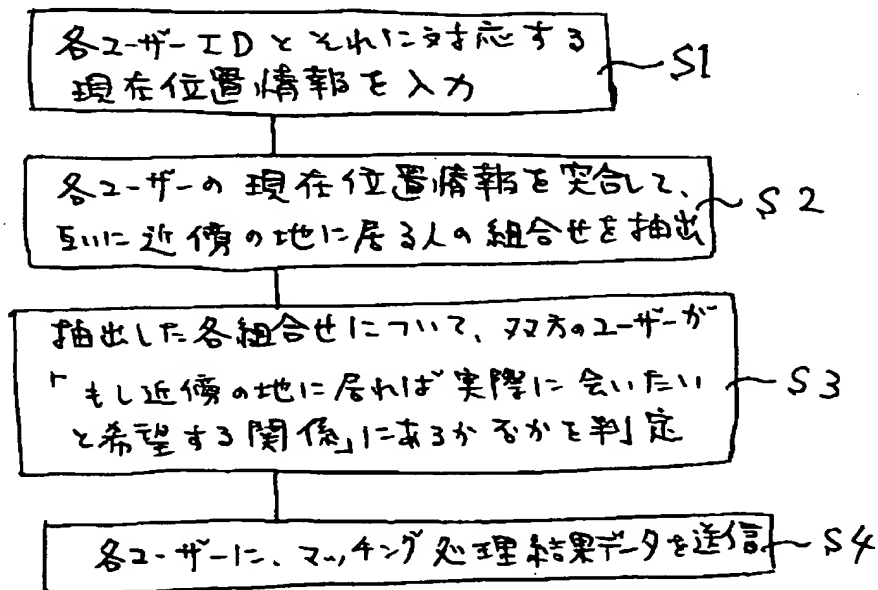 各ユーザーIDとそれに対応する
現在位置情報を入力
S1
各ユーザーの現在位置情報を突合して、
互いに近傍の地に居る人の組合せを抽出
S2
抽出した各組合せについて、双方のユーザーが
「もし近傍の地に居れば実際に会いたい
と希望する関係」にあるか否かを判定
S3
各ユーザーに、マッチング処理結果データを送信
S4